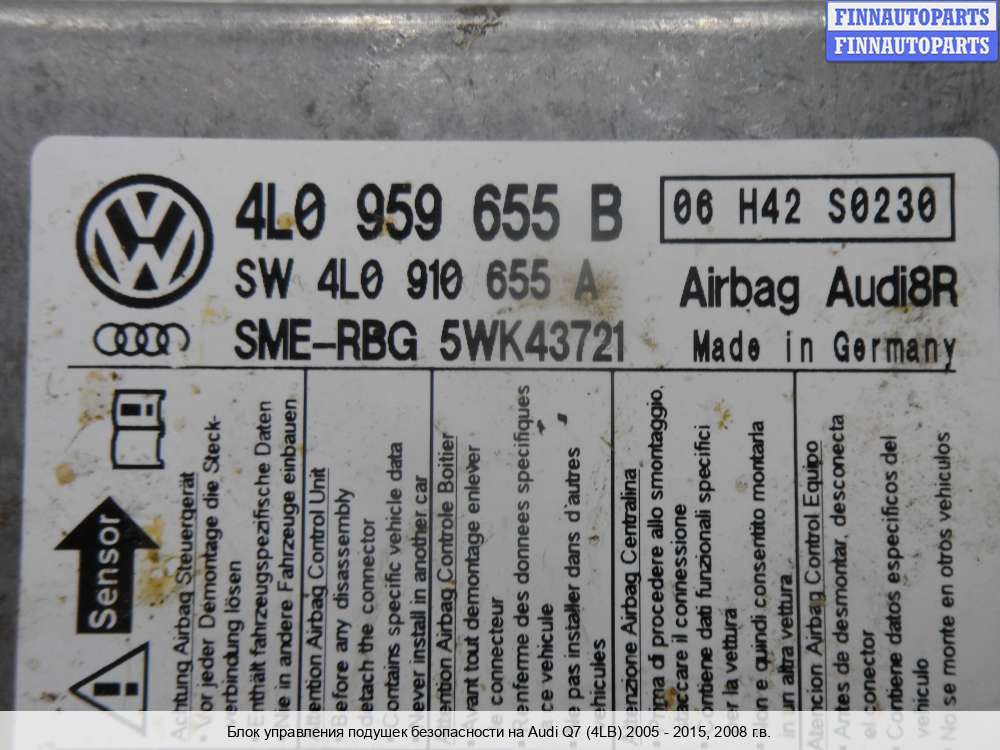 FINNAUTOPARTS
FINNAUTOPARTS
4L0 959 655 B
06 H42 S0230
SW 4L0 910 655 A
Airbag Audi8R
SME-RBG 5WK43721
Made in Germany
Sensor
Achtung Airbag Steuergerät
Vor jeder Demontage die Steck-
verbindung lösen
Enthält fahrzeugspezifische Daten
Nie in andere Fahrzeuge einbauen
Attention Airbag Control Unit
Before any disassembly
detach the connector
Contains specific vehicle data
Never install in another car
Attention Airbag Controle Boitier
Avant tout demontage enlever
le connecteur
Renferme des donnees specifiques
a ce vehicule
Ne pas installer dans d'autres
vehicules
Attenzione Airbag Centralina
Prima di procedere allo smontaggio,
staccare il connessione
Contiene dati funzionali specifici
per la vettura
Non e quindi consentito montarla
in un altra vettura
Atencion Airbag Control Equipo
Antes de desmontar, desconecta
el conector
Contiene datos especificos del
vehiculo
No se monte en otros vehiculos
Блок управления подушек безопасности на Audi Q7 (4LB) 2005 - 2015, 2008 г.в.